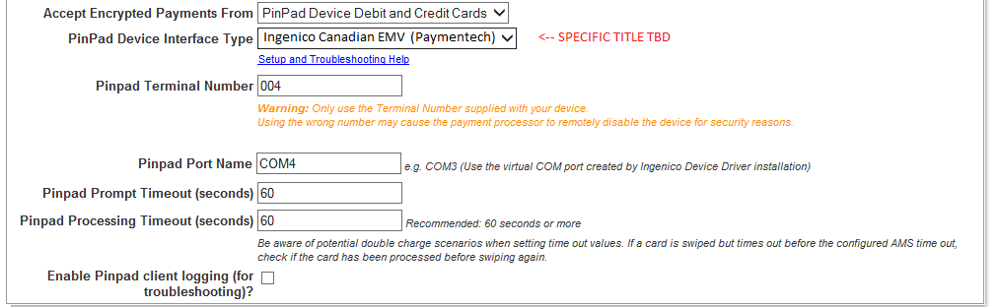 Accept Encrypted Payments From PinPad Device Debit and Credit Cards
PinPad Device Interface Type Ingenico Canadian EMV (Paymentech) <-- SPECIFIC TITLE TBD
Setup and Troubleshooting Help
Pinpad Terminal Number 004
Warning: Only use the Terminal Number supplied with your device.
Using the wrong number may cause the payment processor to remotely disable the device for security reasons.
Pinpad Port Name COM4 e.g. COM3 (Use the virtual COM port created by Ingenico Device Driver installation)
Pinpad Prompt Timeout (seconds) 60
Pinpad Processing Timeout (seconds) 60 Recommended: 60 seconds or more
Be aware of potential double charge scenarios when setting time out values. If a card is swiped but times out before the configured AMS time out,
check if the card has been processed before swiping again.
Enable Pinpad client logging (for
troubleshooting)?